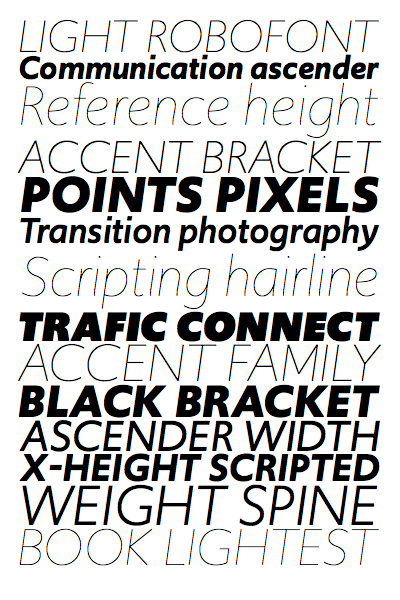 LIGHT ROBOFONT
Communication ascender
Reference height
ACCENT BRACKET
POINTS PIXELS
Transition photography
Scripting hairline
TRAFIC CONNECT
ACCENT FAMILY
BLACK BRACKET
ASCENDER WIDTH
X-HEIGHT SCRIPTED
WEIGHT SPINE
BOOK LIGHTEST